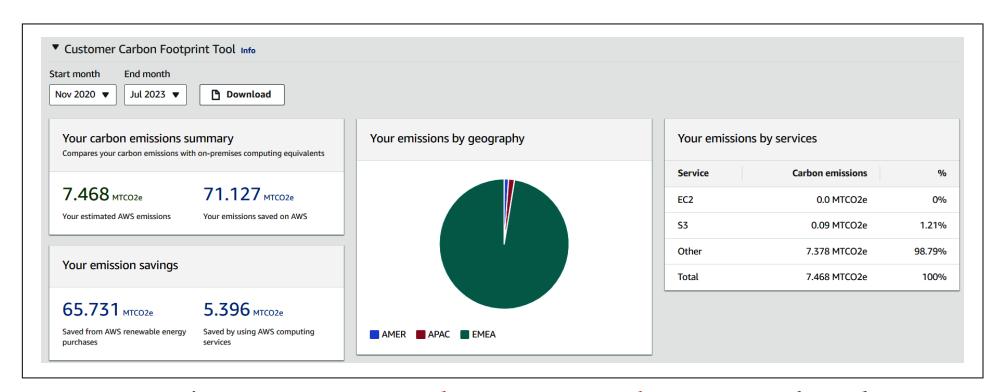 ▼ Customer Carbon Footprint Tool Info
Start month End month
Nov 2020 ▼ Jul 2023 ▼ Download
Your carbon emissions summary
Compares your carbon emissions with on-premises computing equivalents
7.468 MTCO2e 71.127 MTCO2e
Your estimated AWS emissions Your emissions saved on AWS
Your emission savings
65.731 MTCO2e 5.396 MTCO2e
Saved from AWS renewable energy purchases
Saved by using AWS computing services
Your emissions by geography
AMER APAC EMEA
Your emissions by services
Service Carbon emissions %
EC2 0.0 MTCO2e 0%
S3 0.09 MTCO2e 1.21%
Other 7.378 MTCO2e 98.79%
Total 7.468 MTCO2e 100%